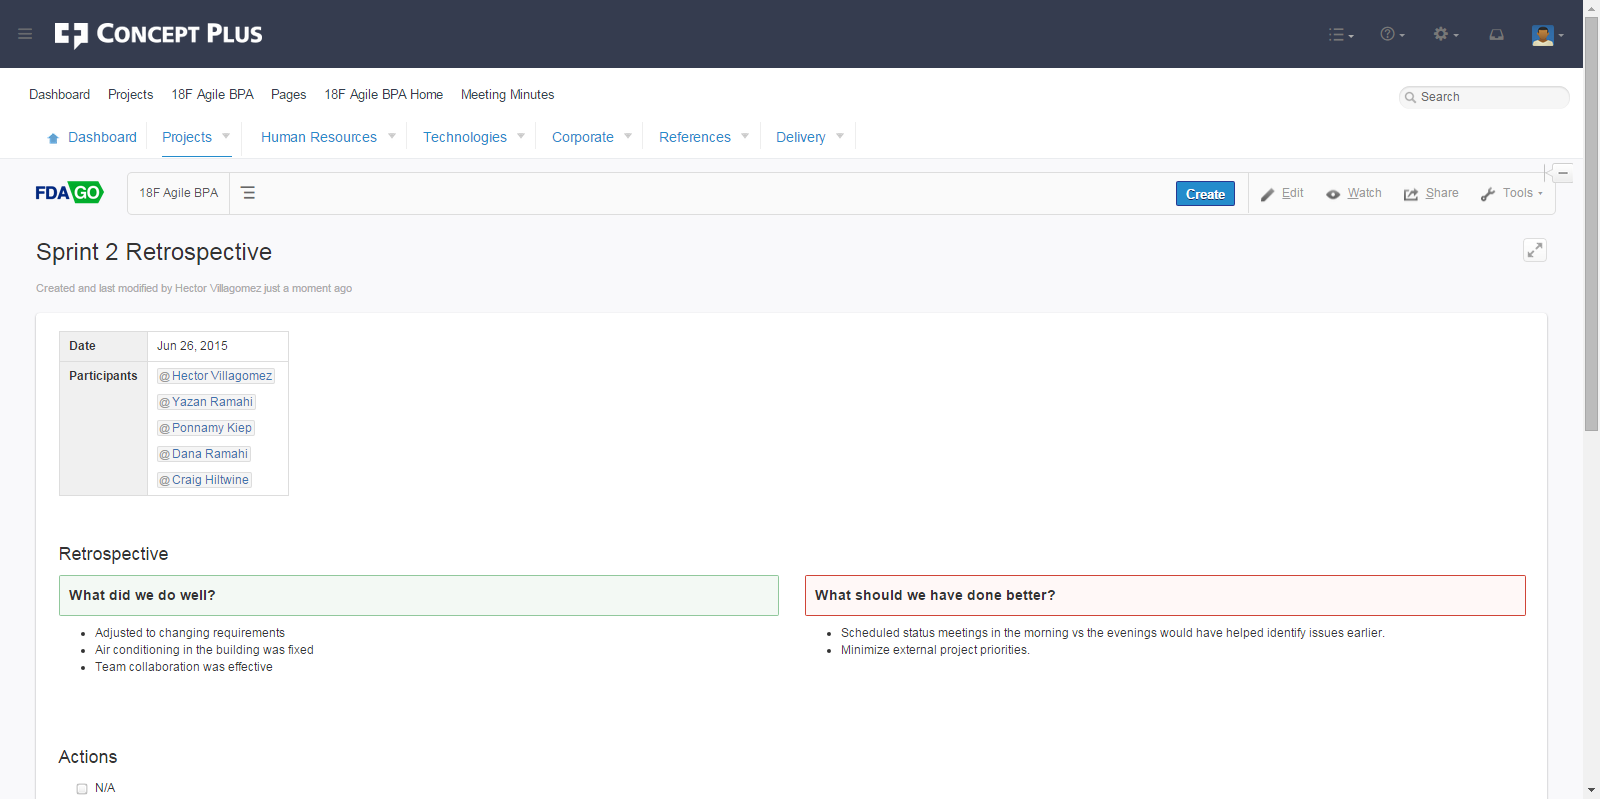 CONCEPT PLUS
Dashboard Projects 18F Agile BPA Pages 18F Agile BPA Home Meeting Minutes
Search
Dashboard Projects Human Resources Technologies Corporate References Delivery
FDA GO
18F Agile BPA
Create Edit Watch Share Tools
Sprint 2 Retrospective
Created and last modified by Hector Villagomez just a moment ago
Date Jun 26, 2015
Participants @Hector Villagomez
@Yazan Ramahi
@Ponnamy Kiep
@Dana Ramahi
@Craig Hiltwine
Retrospective
What did we do well?
Adjusted to changing requirements
Air conditioning in the building was fixed
Team collaboration was effective
What should we have done better?
Scheduled status meetings in the morning vs the evenings would have helped identify issues earlier.
Minimize external project priorities.
Actions
N/A